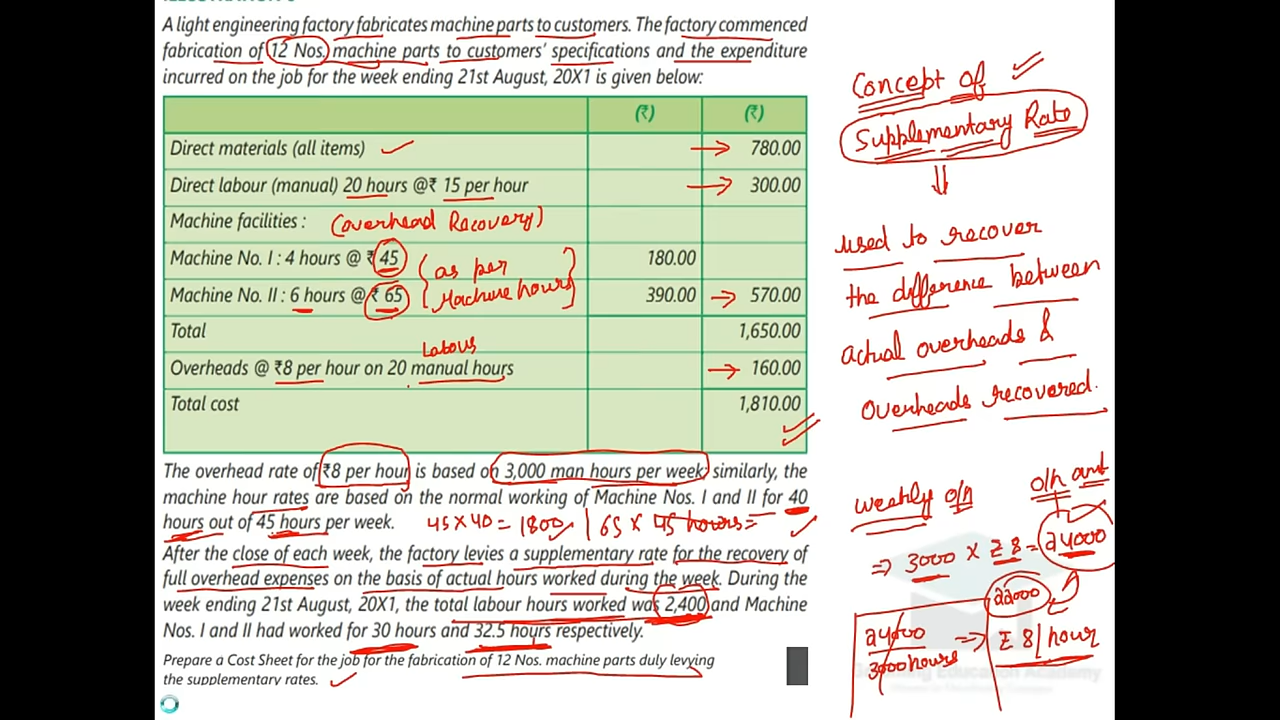 A light engineering factory fabricates machine parts to customers. The factory commenced
fabrication of 12 Nos. machine parts to customers' specifications and the expenditure
incurred on the job for the week ending 21st August, 20X1 is given below:
(₹) (₹)
Direct materials (all items) 780.00
Direct labour (manual) 20 hours @₹ 15 per hour 300.00
Machine facilities : (overhead Recovery)
Machine No. I : 4 hours @ ₹ 45 180.00
as per
Machine hours
Machine No. II : 6 hours @ ₹ 65 390.00 570.00
Total 1,650.00
Labour
Overheads @ ₹8 per hour on 20 manual hours 160.00
Total cost 1,810.00
The overhead rate of ₹8 per hour is based on 3,000 man hours per week; similarly, the
machine hour rates are based on the normal working of Machine Nos. I and II for 40
hours out of 45 hours per week. 45 x 40 = 1800 | 65 x 45 hours =
After the close of each week, the factory levies a supplementary rate for the recovery of
full overhead expenses on the basis of actual hours worked during the week. During the
week ending 21st August, 20X1, the total labour hours worked was 2,400 and Machine
Nos. I and II had worked for 30 hours and 32.5 hours respectively.
Prepare a Cost Sheet for the job for the fabrication of 12 Nos. machine parts duly levying
the supplementary rates.
Concept of
Supplementary Rate
used to recover
the difference between
actual overheads &
Overheads recovered.
weekly o/h
o/h amt
⇒ 3000 x ₹ 8 = 24000
22000
24000 ⇒ ₹ 8/hour
3000 hours